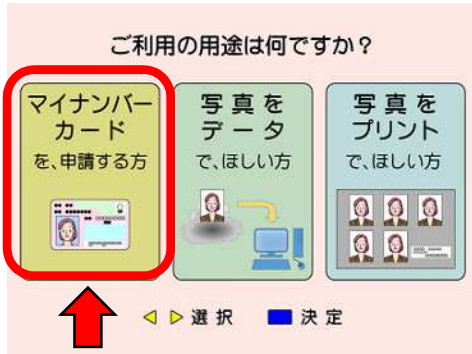 ご利用の用途は何ですか？
マイナンバー
カード
を、申請する方
写真を
データ
で、ほしい方
写真を
プリント
で、ほしい方
選択 決定